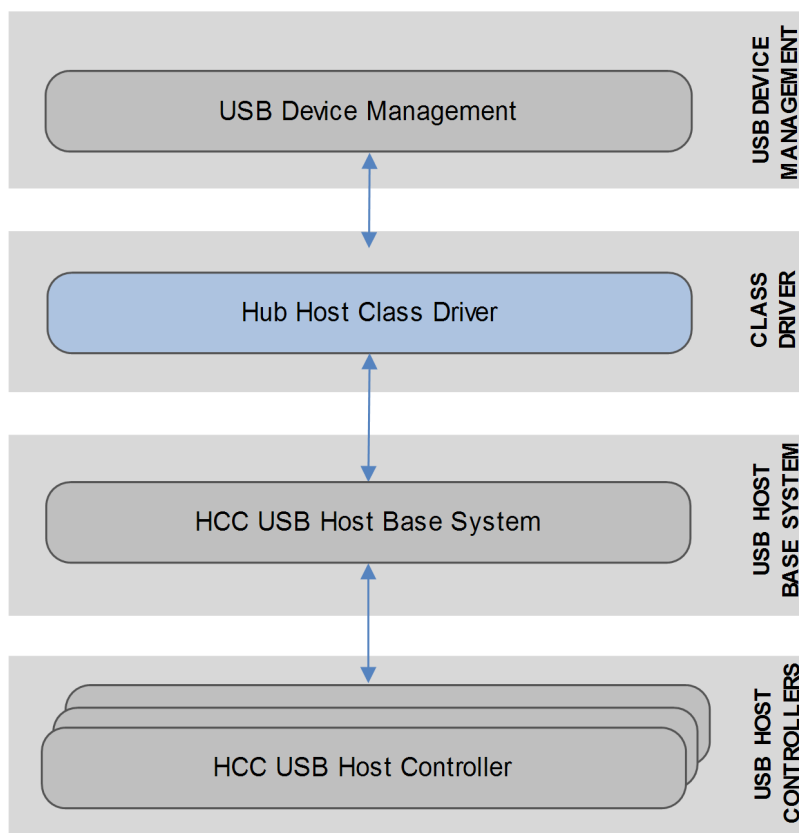 USB Device Management
USB DEVICE
MANAGEMENT
Hub Host Class Driver
CLASS
DRIVER
HCC USB Host Base System
USB HOST
BASE SYSTEM
HCC USB Host Controller
USB HOST
CONTROLLERS